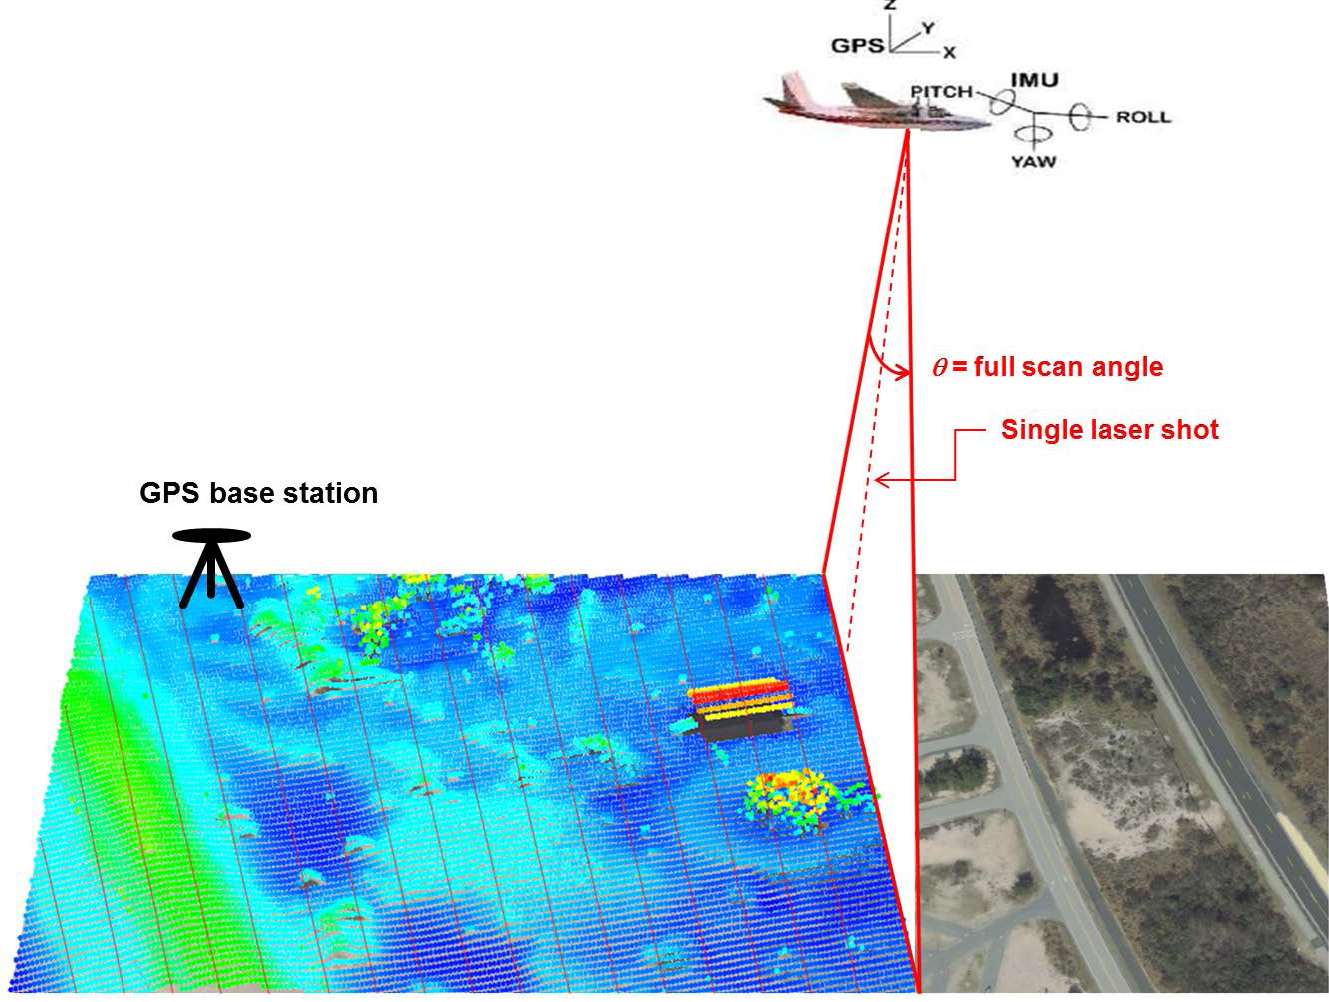 Z
Y
GPS
X
IMU
PITCH
ROLL
YAW
θ = full scan angle
Single laser shot
GPS base station